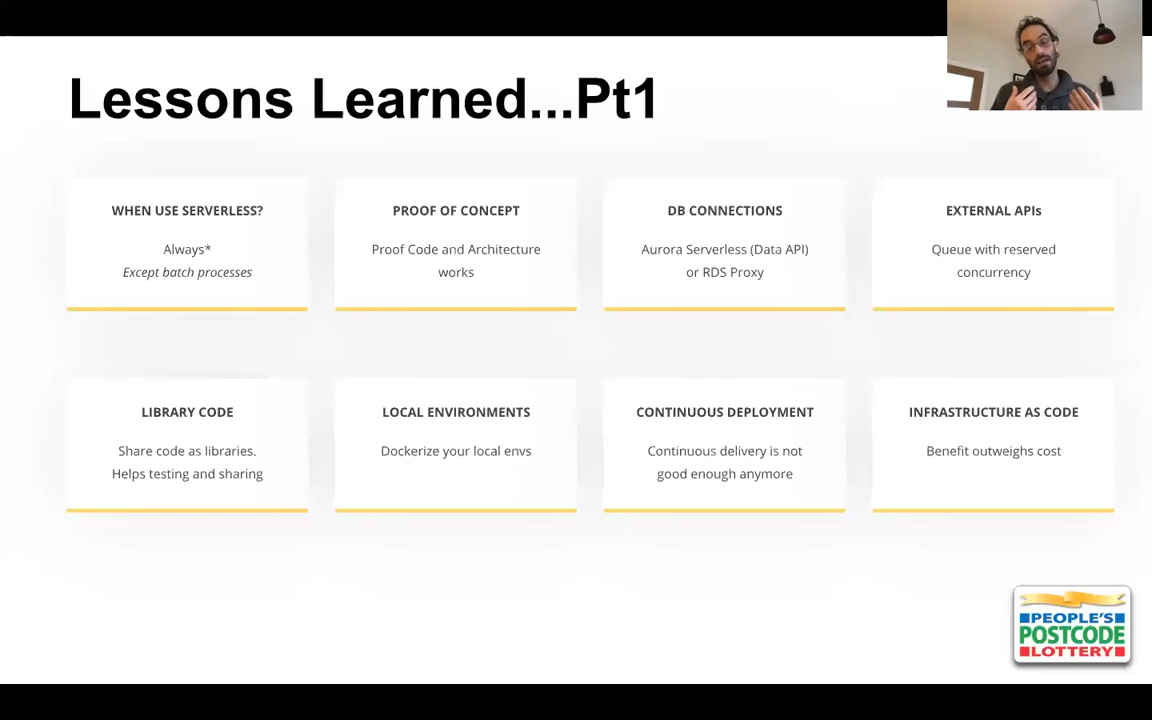 Lessons Learned...Pt1
WHEN USE SERVERLESS?
Always*
Except batch processes
PROOF OF CONCEPT
Proof Code and Architecture
works
DB CONNECTIONS
Aurora Serverless (Data API)
or RDS Proxy
EXTERNAL APIs
Queue with reserved
concurrency
LIBRARY CODE
Share code as libraries.
Helps testing and sharing
LOCAL ENVIRONMENTS
Dockerize your local envs
CONTINUOUS DEPLOYMENT
Continuous delivery is not
good enough anymore
INFRASTRUCTURE AS CODE
Benefit outweighs cost
PEOPLE'S
POSTCODE
LOTTERY